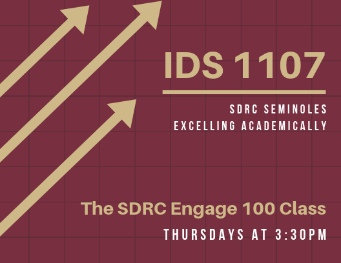 IDS 1107
SDRC SEMINOLES
EXCELLING ACADEMICALLY
The SDRC Engage 100 Class
THURSDAYS AT 3:30PM